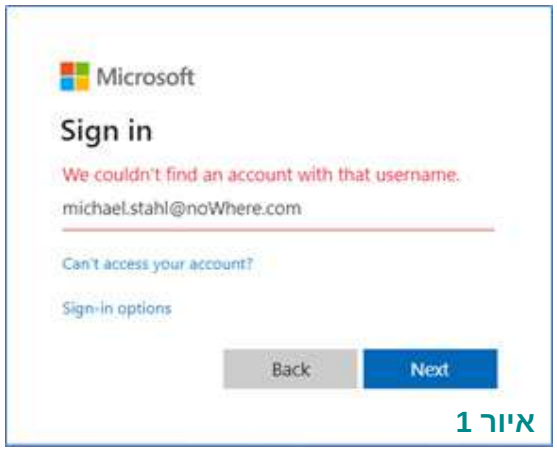 Microsoft
Sign in
We couldn't find an account with that username.
michael.stahl@noWhere.com
Can't access your account?
Sign-in options
Back
Next
איור 1